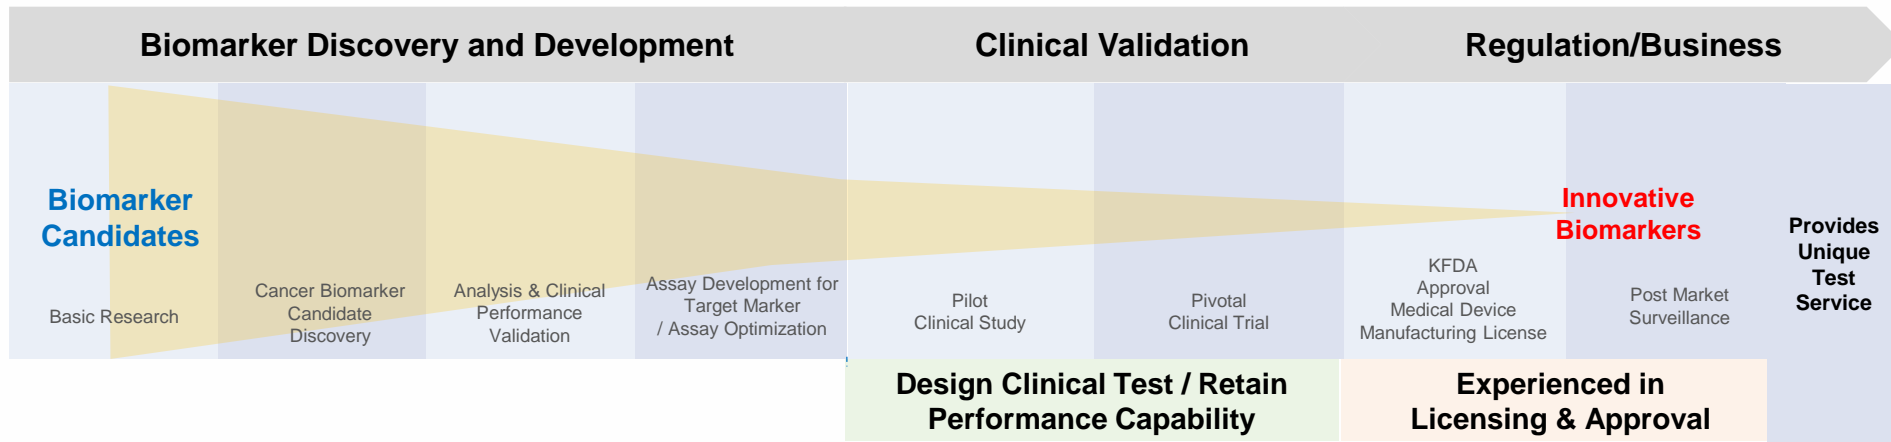 Biomarker Discovery and Development
Clinical Validation
Regulation/Business
Biomarker
Candidates
Basic Research
Cancer Biomarker
Candidate
Discovery
Analysis & Clinical
Performance
Validation
Assay Development for
Target Marker
/ Assay Optimization
Pilot
Clinical Study
Pivotal
Clinical Trial
KFDA
Approval
Medical Device
Manufacturing License
Innovative
Biomarkers
Post Market
Surveillance
Provides
Unique
Test
Service
Design Clinical Test / Retain
Performance Capability
Experienced in
Licensing & Approval